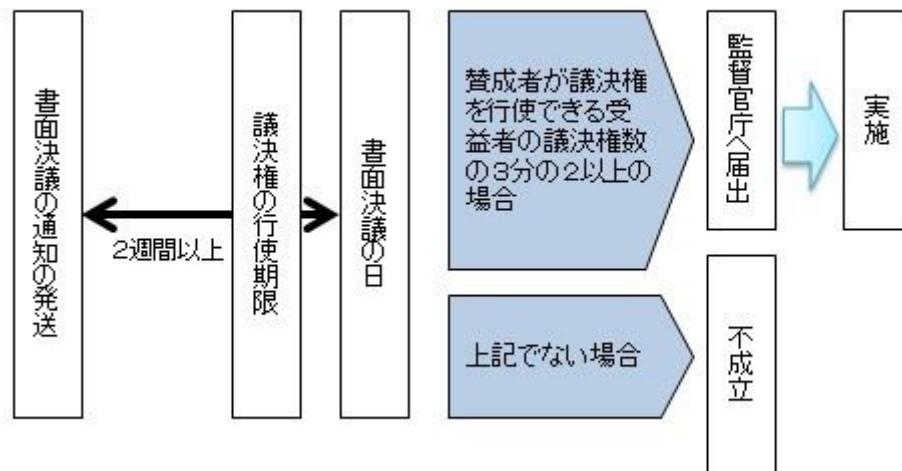 書面決議の通知の発送
2週間以上
議決権の行使期限
書面決議の日
賛成者が議決権
を行使できる受
益者の議決権数
の3分の2以上の
場合
監督官庁へ届出
実施
上記でない場合
不成立